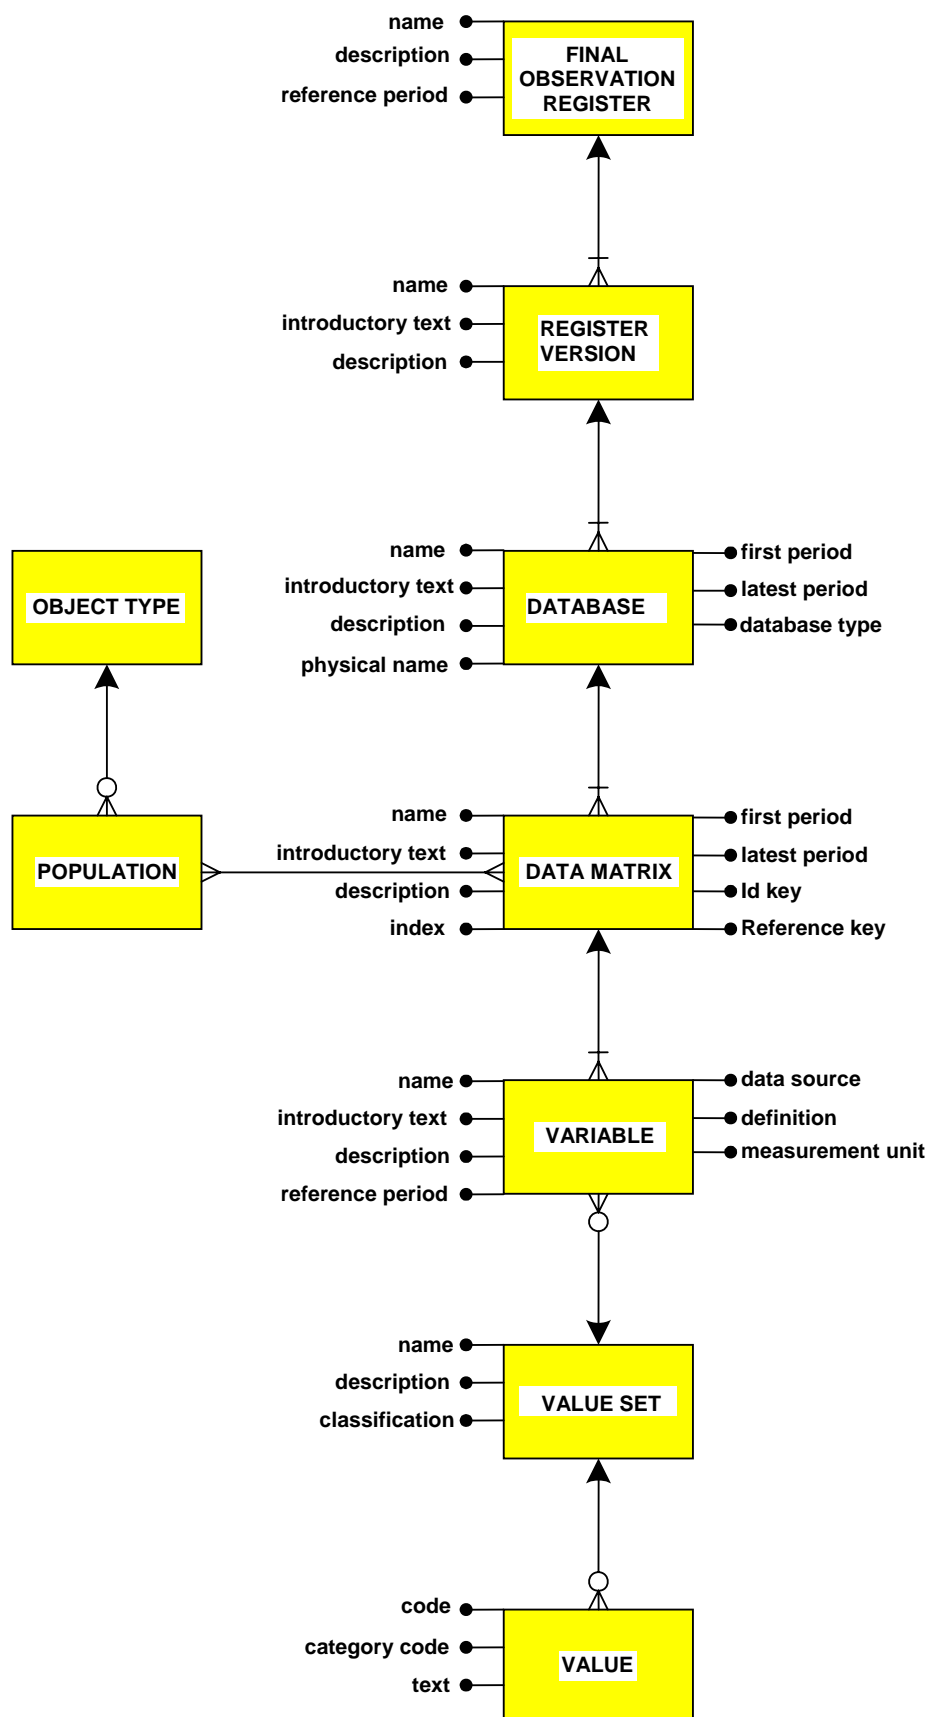 name
description
reference period
FINAL
OBSERVATION
REGISTER
name
introductory text
description
REGISTER
VERSION
name
introductory text
description
physical name
DATABASE
first period
latest period
database type
OBJECT TYPE
POPULATION
name
introductory text
description
index
DATA MATRIX
first period
latest period
Id key
Reference key
name
introductory text
description
reference period
VARIABLE
data source
definition
measurement unit
name
description
classification
VALUE SET
code
category code
text
VALUE